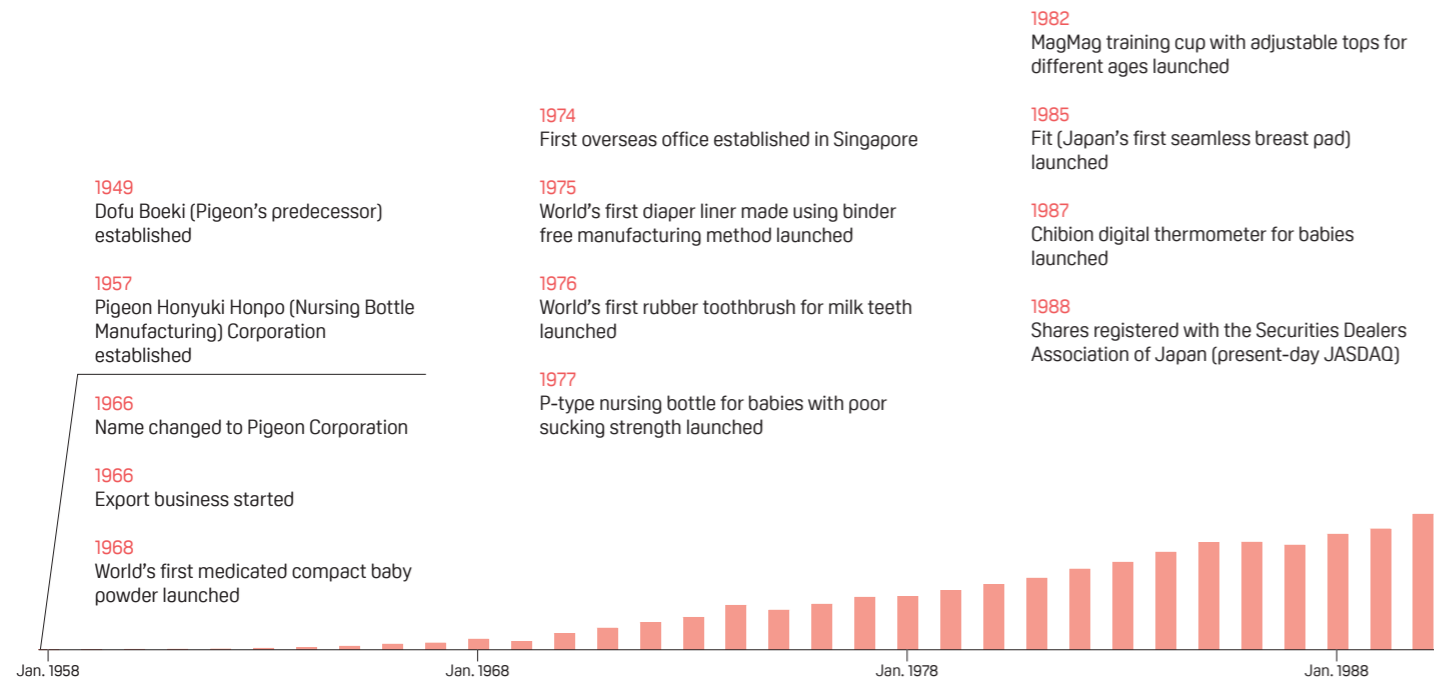 1949
Dofu Boeki (Pigeon's predecessor)
established
1957
Pigeon Honyuki Honpo (Nursing Bottle
Manufacturing) Corporation
established
1966
Name changed to Pigeon Corporation
1966
Export business started
1968
World's first medicated compact baby
powder launched
1974
First overseas office established in Singapore
1975
World's first diaper liner made using binder
free manufacturing method launched
1976
World's first rubber toothbrush for milk teeth
launched
1977
P-type nursing bottle for babies with poor
sucking strength launched
1982
MagMag training cup with adjustable tops for
different ages launched
1985
Fit (Japan's first seamless breast pad)
launched
1987
Chibion digital thermometer for babies
launched
1988
Shares registered with the Securities Dealers
Association of Japan (present-day JASDAQ)
Jan. 1958
Jan. 1968
Jan. 1978
Jan. 1988